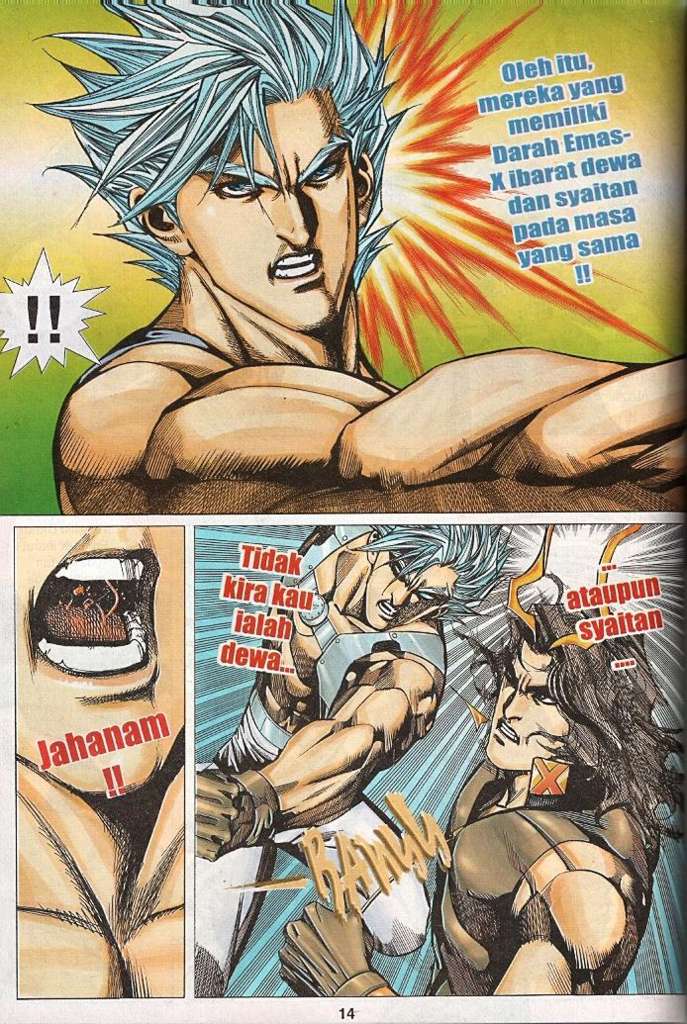 Oleh itu,
mereka yang
memiliki
Darah Emas-
X ibarat dewa
dan syaitan
pada masa
yang sama
!!
!!
Jahanam
!!
Tidak
kira kau
ialah
dewa...
...
ataupun
syaitan
....
X
14